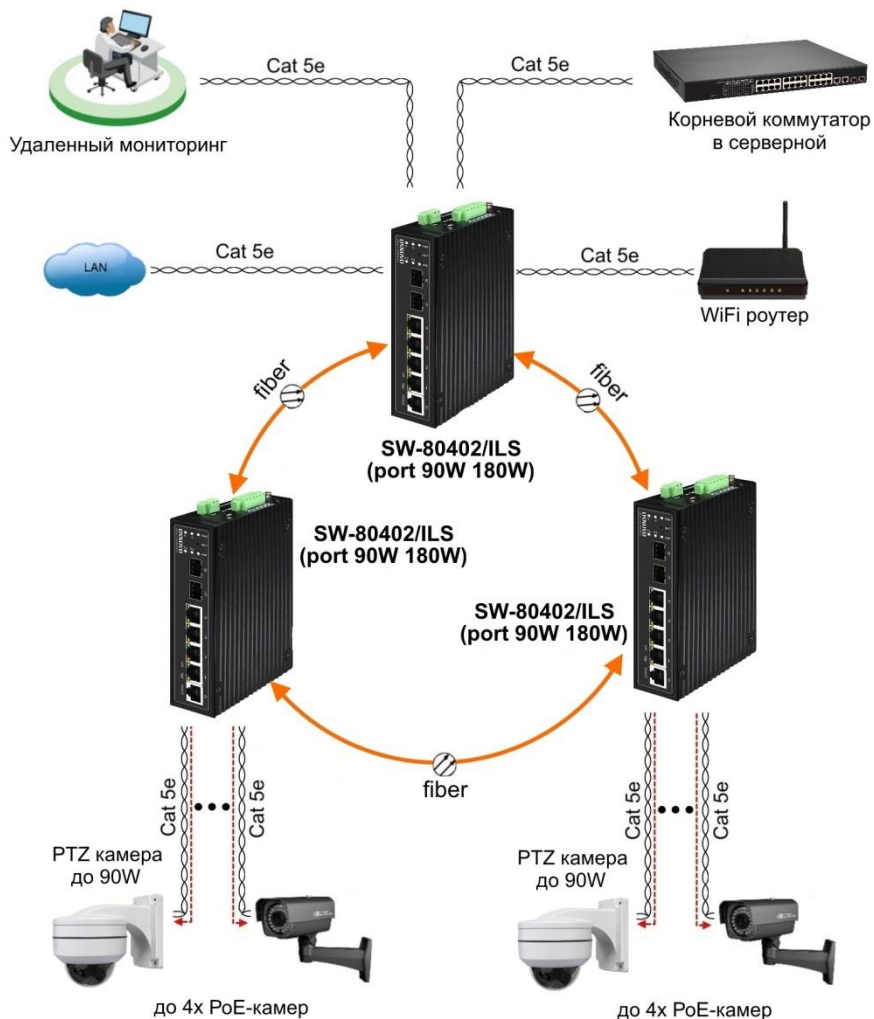 Cat 5e
Cat 5e
Удаленный мониторинг
Корневой коммутатор
в серверной
LAN
Cat 5e
Cat 5e
WiFi роутер
fiber
fiber
SW-80402/ILS
(port 90W 180W)
SW-80402/ILS
(port 90W 180W)
SW-80402/ILS
(port 90W 180W)
fiber
Cat 5e
Cat 5e
Cat 5e
Cat 5e
PTZ камера
до 90W
PTZ камера
до 90W
до 4х PoE-камер
до 4х PoE-камер